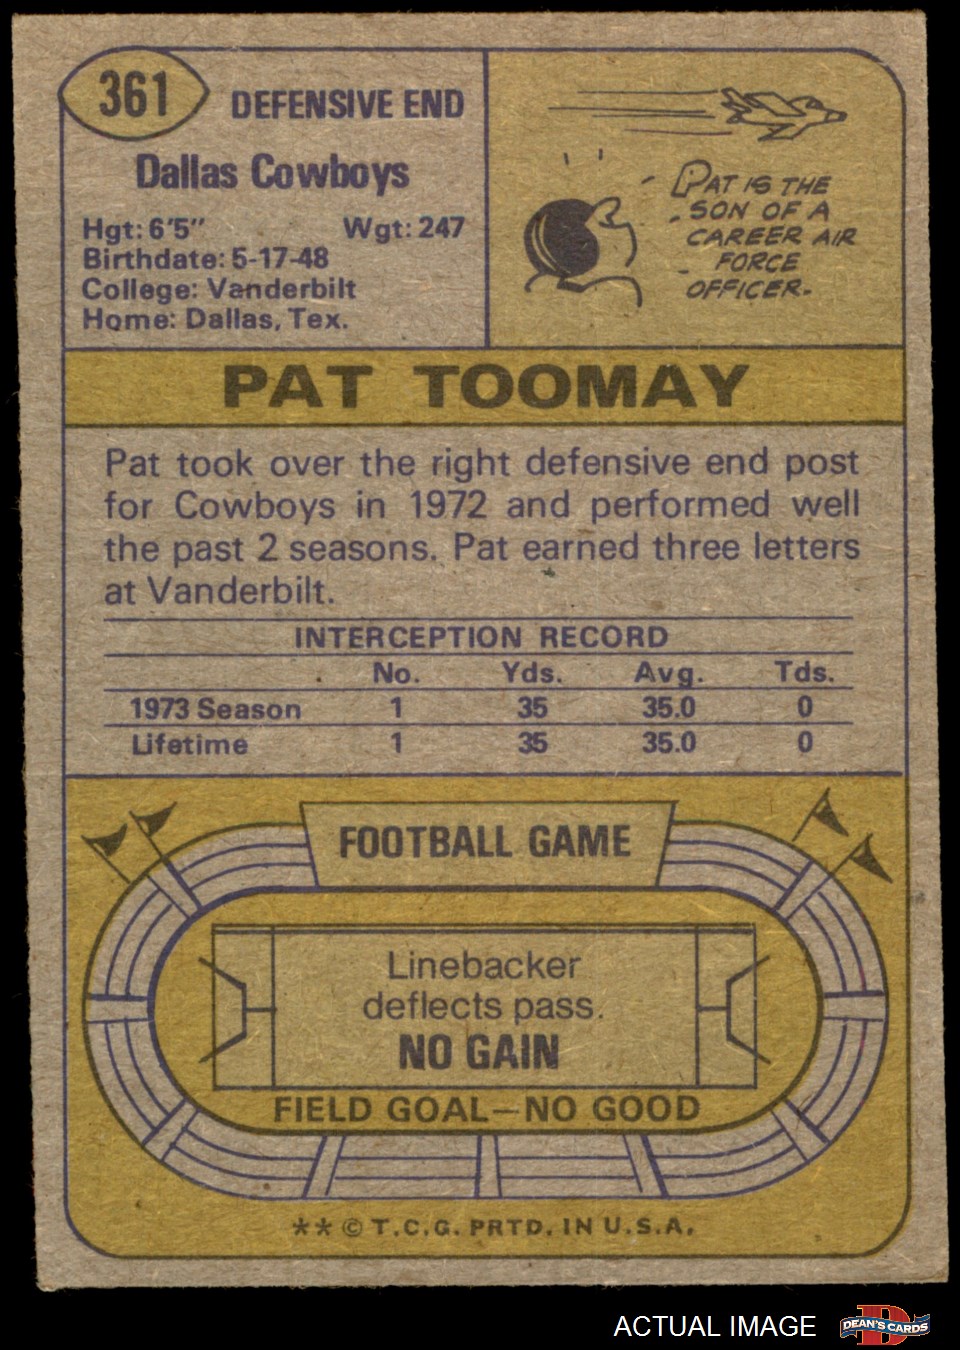 361
DEFENSIVE END
Dallas Cowboys
Hgt: 6'5" Wgt: 247
Birthdate: 5-17-48
College: Vanderbilt
Home: Dallas, Tex.
PAT IS THE
SON OF A
CAREER AIR
FORCE
OFFICER.
PAT TOOMAY
Pat took over the right defensive end post
for Cowboys in 1972 and performed well
the past 2 seasons. Pat earned three letters
at Vanderbilt.
INTERCEPTION RECORD
No. Yds. Avg. Tds.
1973 Season 1 35 35.0 0
Lifetime 1 35 35.0 0
FOOTBALL GAME
Linebacker
deflects pass.
NO GAIN
FIELD GOAL—NO GOOD
** © T.C.G. PRTD. IN U.S.A.
ACTUAL IMAGE
D
DEAN'S CARDS